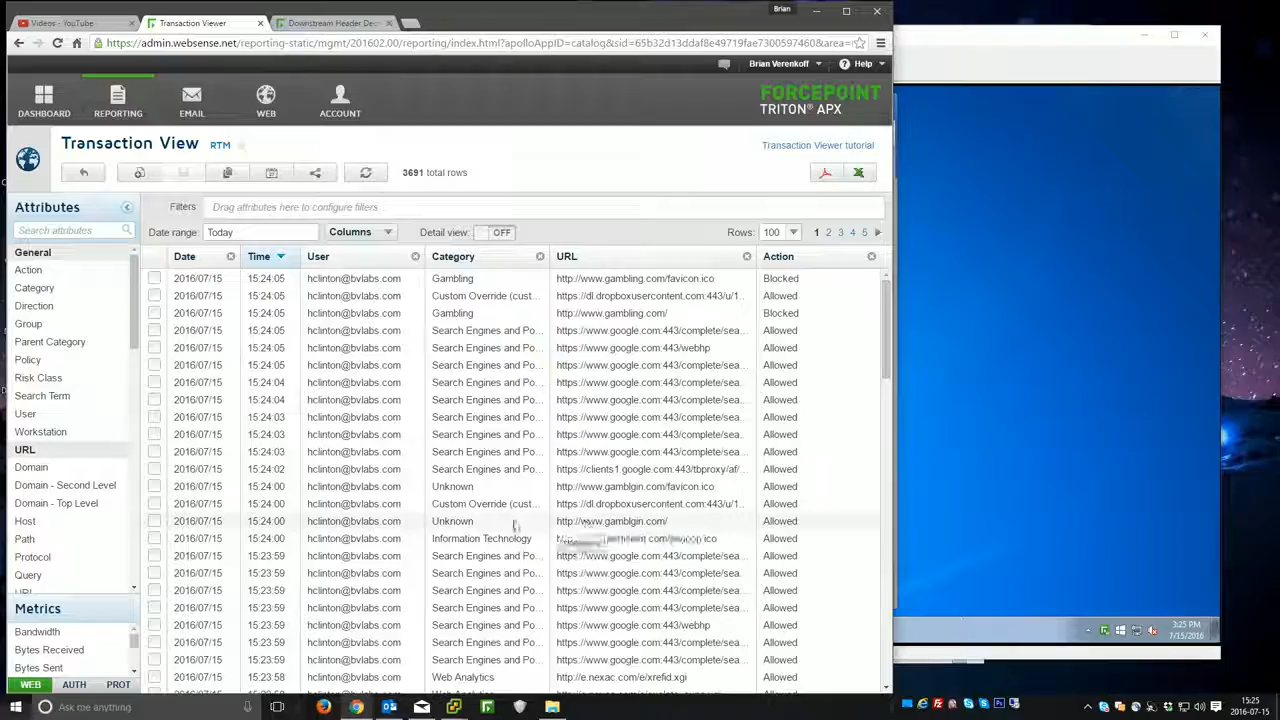 Brian
Videos - YouTube
Transaction Viewer
Downstream Header Dec
https://admin.websense.net/reporting-static/mgmt/201602.00/reporting/index.html?apolloAppID=catalog&sid=65b32d13ddaf8e49719fae73005974608&area=
Brian Verenkoff
Help
DASHBOARD REPORTING EMAIL WEB ACCOUNT
FORCEPOINT
TRITON® APX
Transaction View RTM
Transaction Viewer tutorial
3691 total rows
Attributes
Filters Drag attributes here to configure filters
Search attributes
Date range: Today Columns Detail view: OFF Rows: 100 1 2 3 4 5
General
Action
Category
Direction
Group
Parent Category
Policy
Risk Class
Search Term
User
Workstation
URL
Domain
Domain - Second Level
Domain - Top Level
Host
Path
Protocol
Query
Metrics
Bandwidth
Bytes Received
Bytes Sent
WEB AUTH PROT
Date Time User Category URL Action
2016/07/15 15:24:05 hclinton@bvlabs.com Gambling http://www.gambling.com/favicon.ico Blocked
2016/07/15 15:24:05 hclinton@bvlabs.com Custom Override (cust... https://dl.dropboxusercontent.com:443/u/1... Allowed
2016/07/15 15:24:05 hclinton@bvlabs.com Gambling http://www.gambling.com/ Blocked
2016/07/15 15:24:05 hclinton@bvlabs.com Search Engines and Po... https://www.google.com:443/complete/sea... Allowed
2016/07/15 15:24:05 hclinton@bvlabs.com Search Engines and Po... https://www.google.com:443/webhp Allowed
2016/07/15 15:24:05 hclinton@bvlabs.com Search Engines and Po... https://www.google.com:443/complete/sea... Allowed
2016/07/15 15:24:04 hclinton@bvlabs.com Search Engines and Po... https://www.google.com:443/complete/sea... Allowed
2016/07/15 15:24:04 hclinton@bvlabs.com Search Engines and Po... https://www.google.com:443/complete/sea... Allowed
2016/07/15 15:24:03 hclinton@bvlabs.com Search Engines and Po... https://www.google.com:443/complete/sea... Allowed
2016/07/15 15:24:03 hclinton@bvlabs.com Search Engines and Po... https://www.google.com:443/complete/sea... Allowed
2016/07/15 15:24:03 hclinton@bvlabs.com Search Engines and Po... https://www.google.com:443/complete/sea... Allowed
2016/07/15 15:24:02 hclinton@bvlabs.com Search Engines and Po... https://clients1.google.com:443/tbproxy/af/... Allowed
2016/07/15 15:24:00 hclinton@bvlabs.com Unknown http://www.gamblgin.com/favicon.ico Allowed
2016/07/15 15:24:00 hclinton@bvlabs.com Custom Override (cust... https://dl.dropboxusercontent.com:443/u/1... Allowed
2016/07/15 15:24:00 hclinton@bvlabs.com Unknown http://www.gamblgin.com/ Allowed
2016/07/15 15:24:00 hclinton@bvlabs.com Information Technology Allowed
2016/07/15 15:23:59 hclinton@bvlabs.com Search Engines and Po... https://www.google.com:443/complete/sea... Allowed
2016/07/15 15:23:59 hclinton@bvlabs.com Search Engines and Po... https://www.google.com:443/complete/sea... Allowed
2016/07/15 15:23:59 hclinton@bvlabs.com Search Engines and Po... https://www.google.com:443/complete/sea... Allowed
2016/07/15 15:23:59 hclinton@bvlabs.com Search Engines and Po... https://www.google.com:443/complete/sea... Allowed
2016/07/15 15:23:59 hclinton@bvlabs.com Search Engines and Po... https://www.google.com:443/webhp Allowed
2016/07/15 15:23:59 hclinton@bvlabs.com Search Engines and Po... https://www.google.com:443/complete/sea... Allowed
2016/07/15 15:23:59 hclinton@bvlabs.com Search Engines and Po... https://www.google.com:443/complete/sea... Allowed
2016/07/15 15:23:58 hclinton@bvlabs.com Web Analytics http://e.nexac.com/e/xrefid.xgi Allowed
3:25 PM
7/15/2016
Ask me anything
15:25
2016-07-15